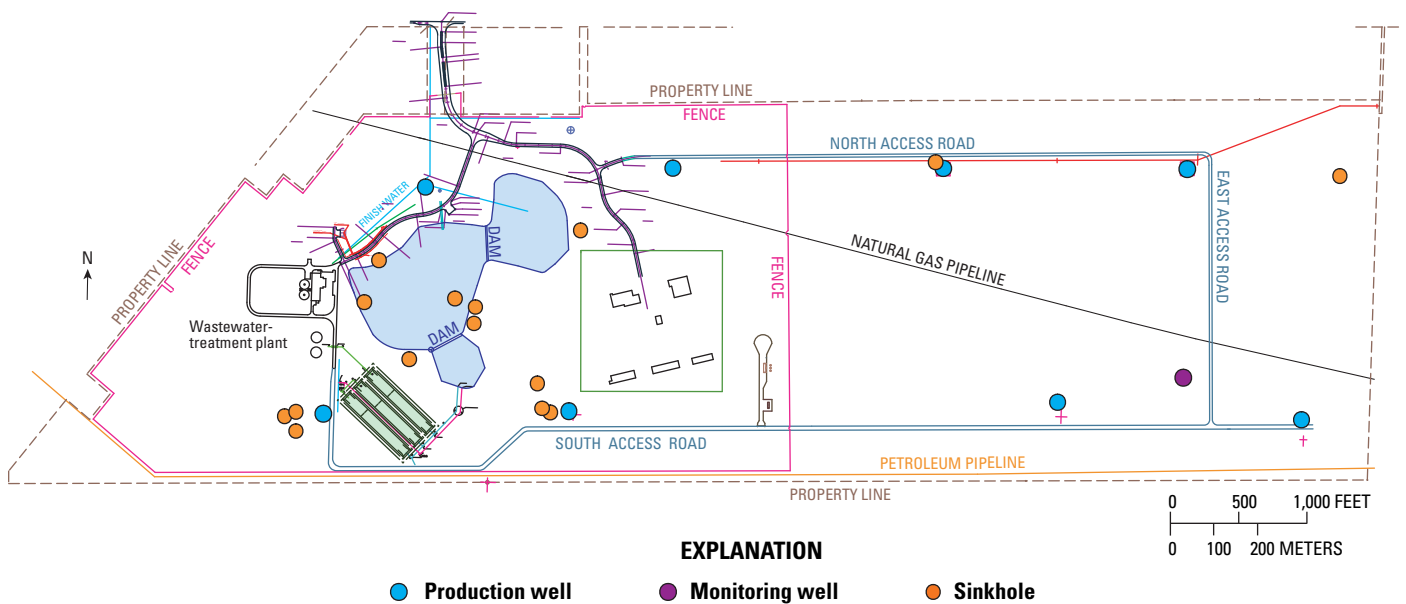 PROPERTY LINE
FENCE
NORTH ACCESS ROAD
EAST ACCESS ROAD
FINISH WATER
DAM
NATURAL GAS PIPELINE
PROPERTY LINE
FENCE
FENCE
N
Wastewater-
treatment plant
DAM
SOUTH ACCESS ROAD
PETROLEUM PIPELINE
PROPERTY LINE
0 500 1,000 FEET
0 100 200 METERS
EXPLANATION
Production well Monitoring well Sinkhole